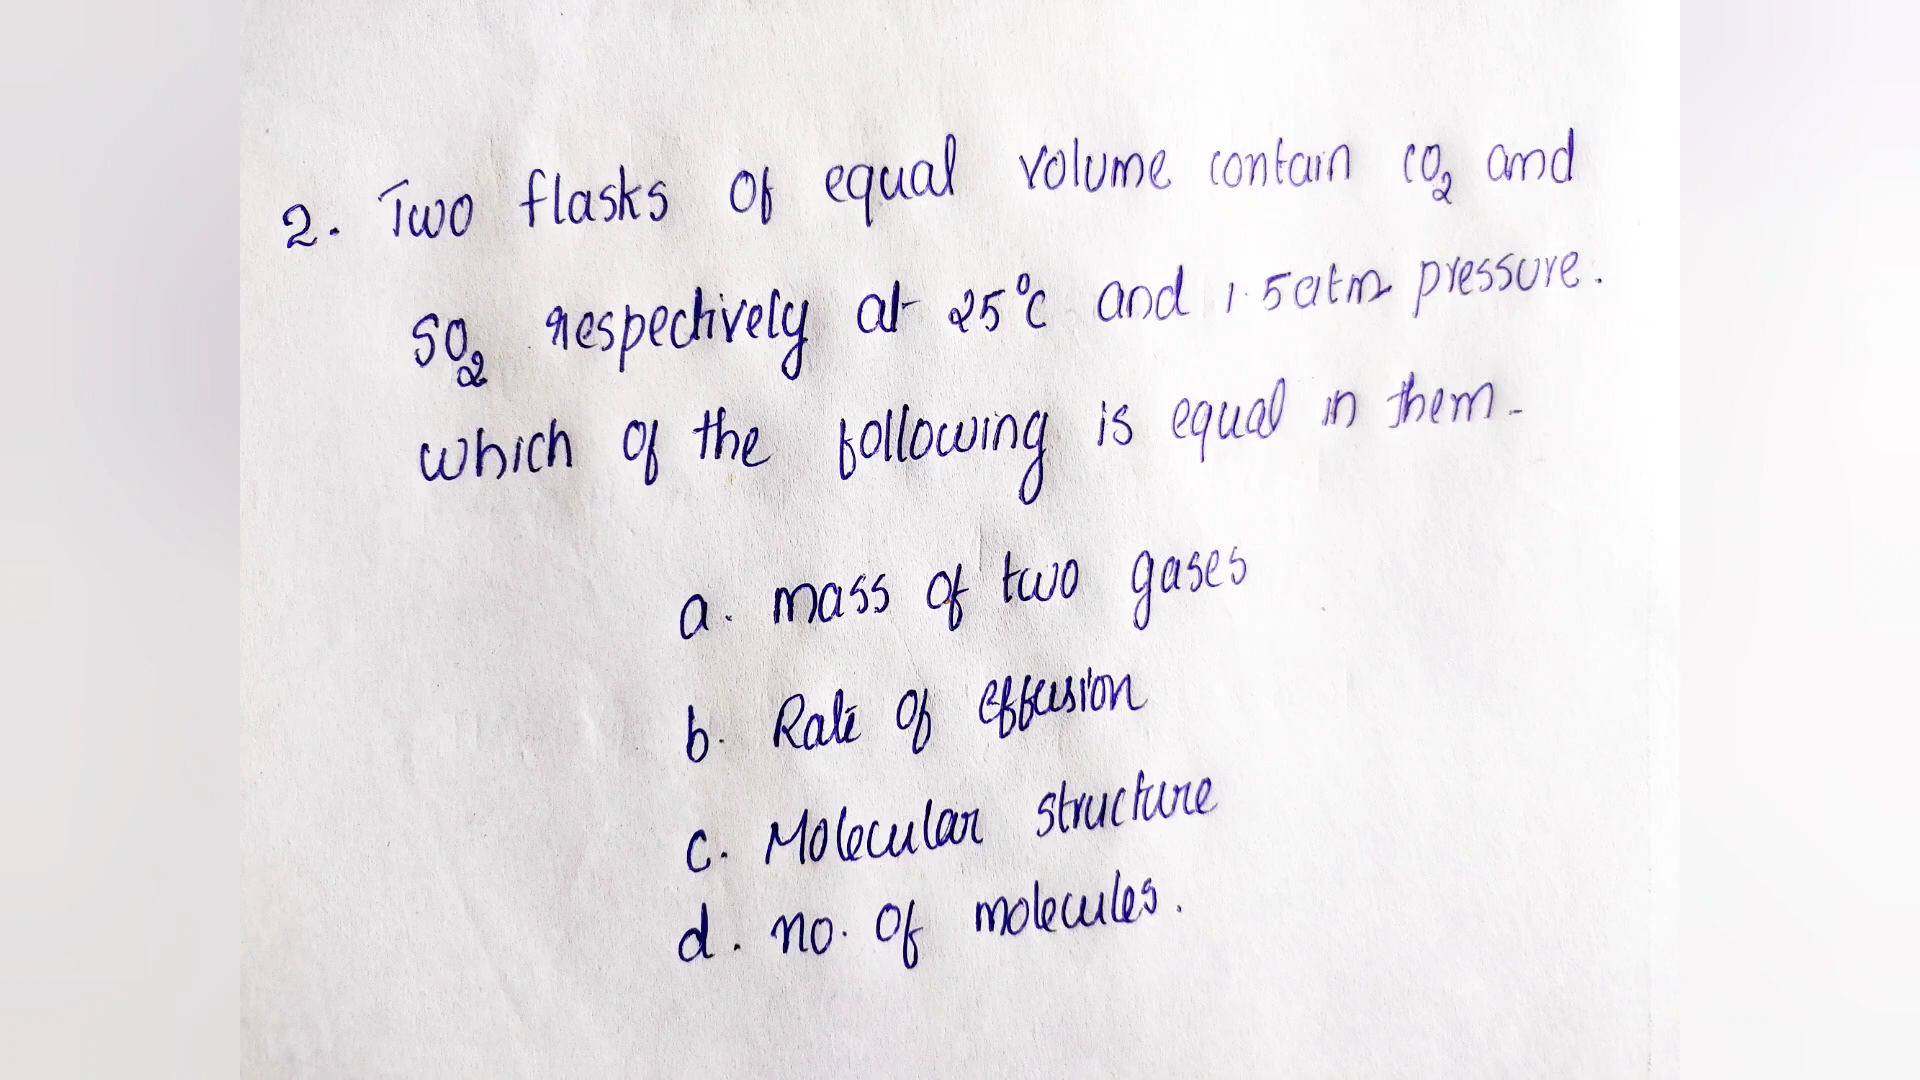 2. Two flasks of equal volume contain CO₂ and
SO₂ respectively at 25°C and 1.5atm pressure.
which of the following is equal in them-
a. mass of two gases
b. Rate of effusion
c. Molecular structure
d. no. of molecules.